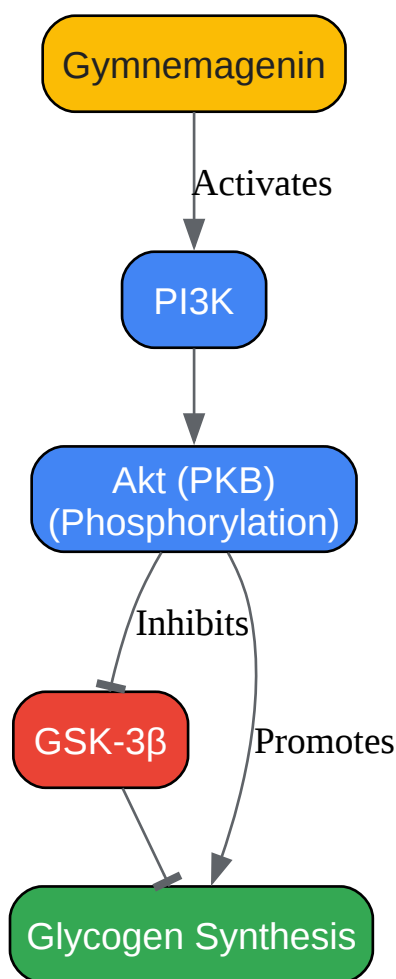 Gymnemagenin
Activates
PI3K
Akt (PKB)
(Phosphorylation)
Inhibits
GSK-3β
Promotes
Glycogen Synthesis